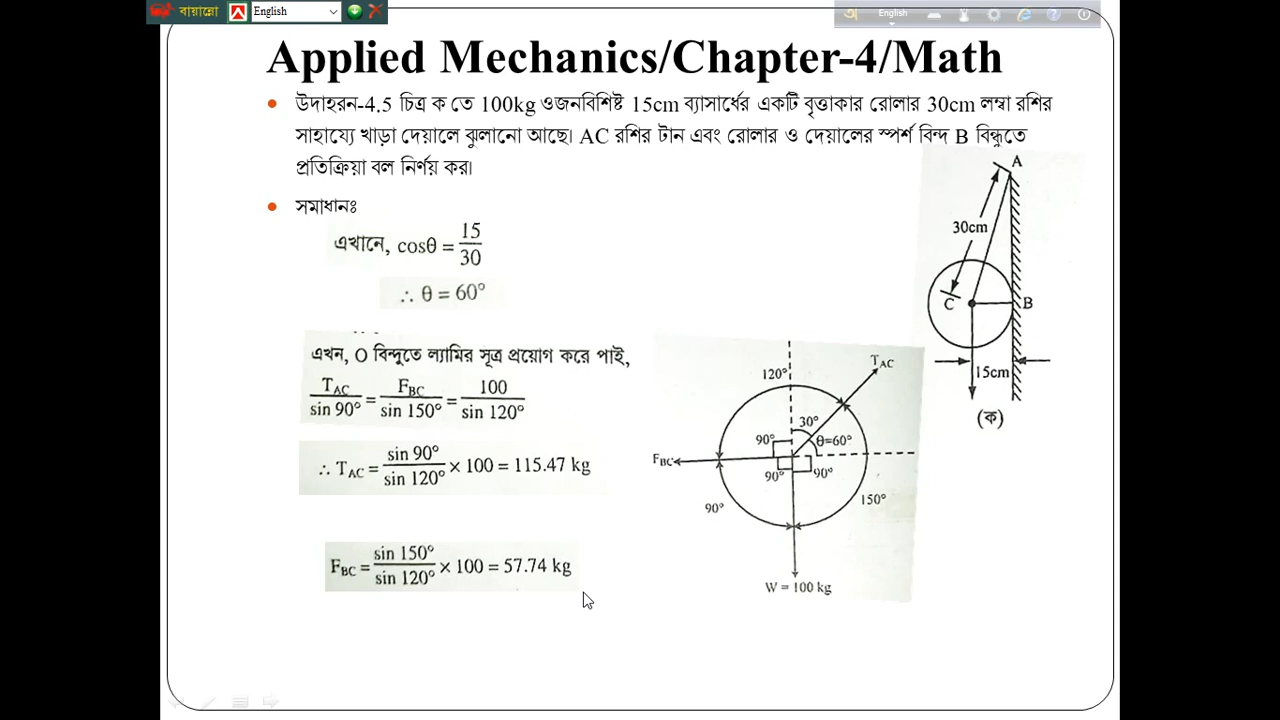 বায়ান্নো English
English
Applied Mechanics/Chapter-4/Math
উদাহরন-4.5 চিত্র ক তে 100kg ওজনবিশিষ্ট 15cm ব্যাসার্ধের একটি বৃত্তাকার রোলার 30cm লম্বা রশির
সাহায্যে খাড়া দেয়ালে ঝুলানো আছে। AC রশির টান এবং রোলার ও দেয়ালের স্পর্শ বিন্দ B বিন্ধুতে
প্রতিক্রিয়া বল নির্ণয় কর।
সমাধানঃ
এখানে, cosθ = 15/30
∴ θ = 60°
এখন, O বিন্দুতে ল্যামির সূত্র প্রয়োগ করে পাই,
T_AC/sin 90° = F_BC/sin 150° = 100/sin 120°
∴ T_AC = sin 90°/sin 120° × 100 = 115.47 kg
F_BC = sin 150°/sin 120° × 100 = 57.74 kg
A
30cm
C B
15cm
(ক)
T_AC
120°
30°
90° θ=60°
F_BC
90° 90°
90° 150°
W = 100 kg